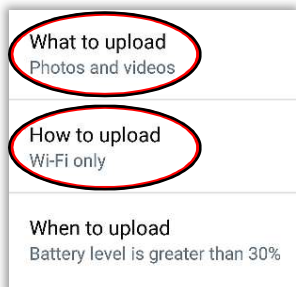 What to upload
Photos and videos
How to upload
Wi-Fi only
When to upload
Battery level is greater than 30%